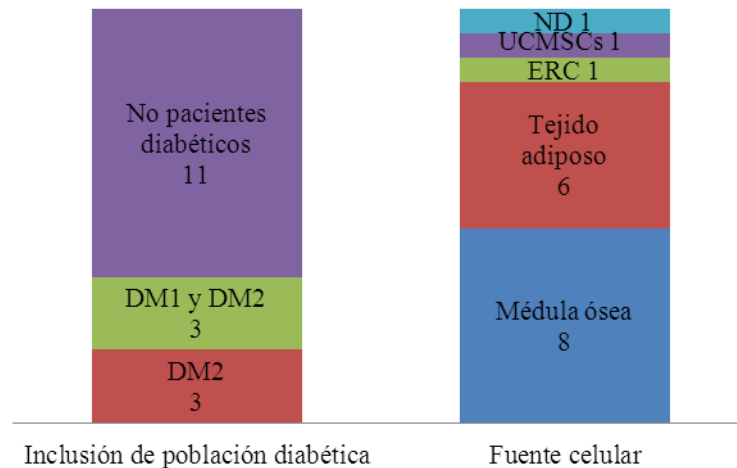 No pacientes
diabéticos
11
DM1 y DM2
3
DM2
3
Inclusión de población diabética
ND 1
UCMSCs 1
ERC 1
Tejido
adiposo
6
Médula ósea
8
Fuente celular